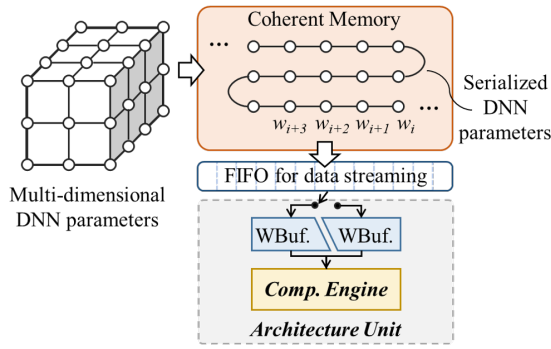 Coherent Memory
...
Serialized
DNN
parameters
...
w_{i+3} w_{i+2} w_{i+1} w_i
Multi-dimensional
DNN parameters
FIFO for data streaming
WBuf. WBuf.
Comp. Engine
Architecture Unit